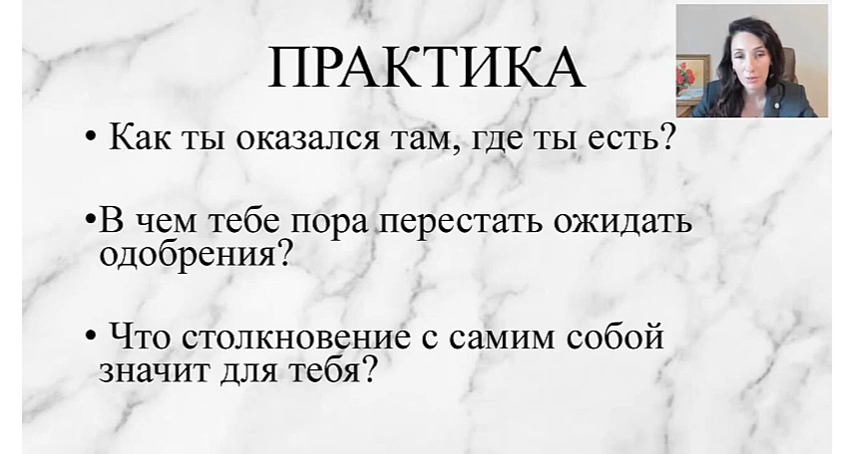 ПРАКТИКА
• Как ты оказался там, где ты есть?
•В чем тебе пора перестать ожидать
одобрения?
• Что столкновение с самим собой
значит для тебя?